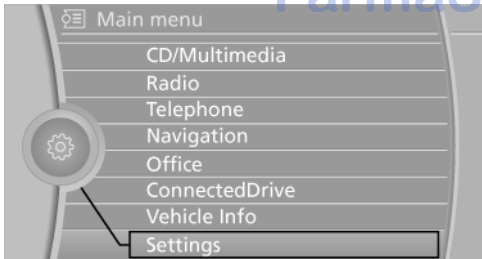 Main menu
CD/Multimedia
Radio
Telephone
Navigation
Office
ConnectedDrive
Vehicle Info
Settings